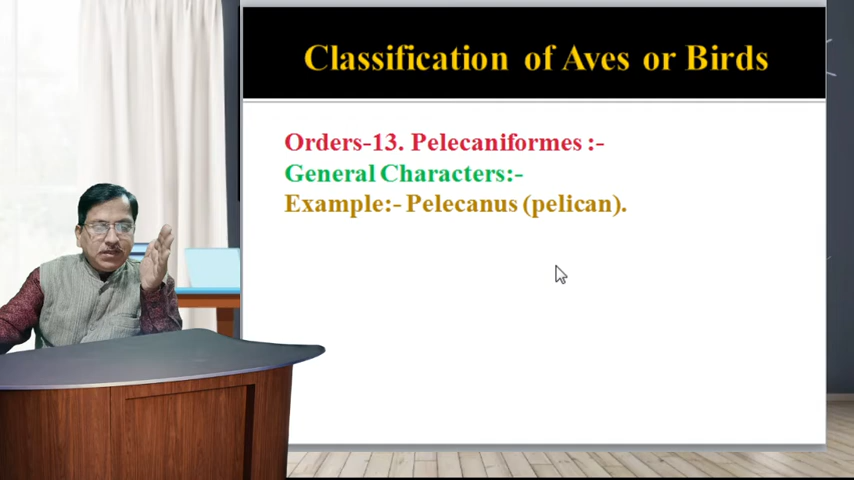 Classification of Aves or Birds
Orders-13. Pelecaniformes :-
General Characters:-
Example:- Pelecanus (pelican).